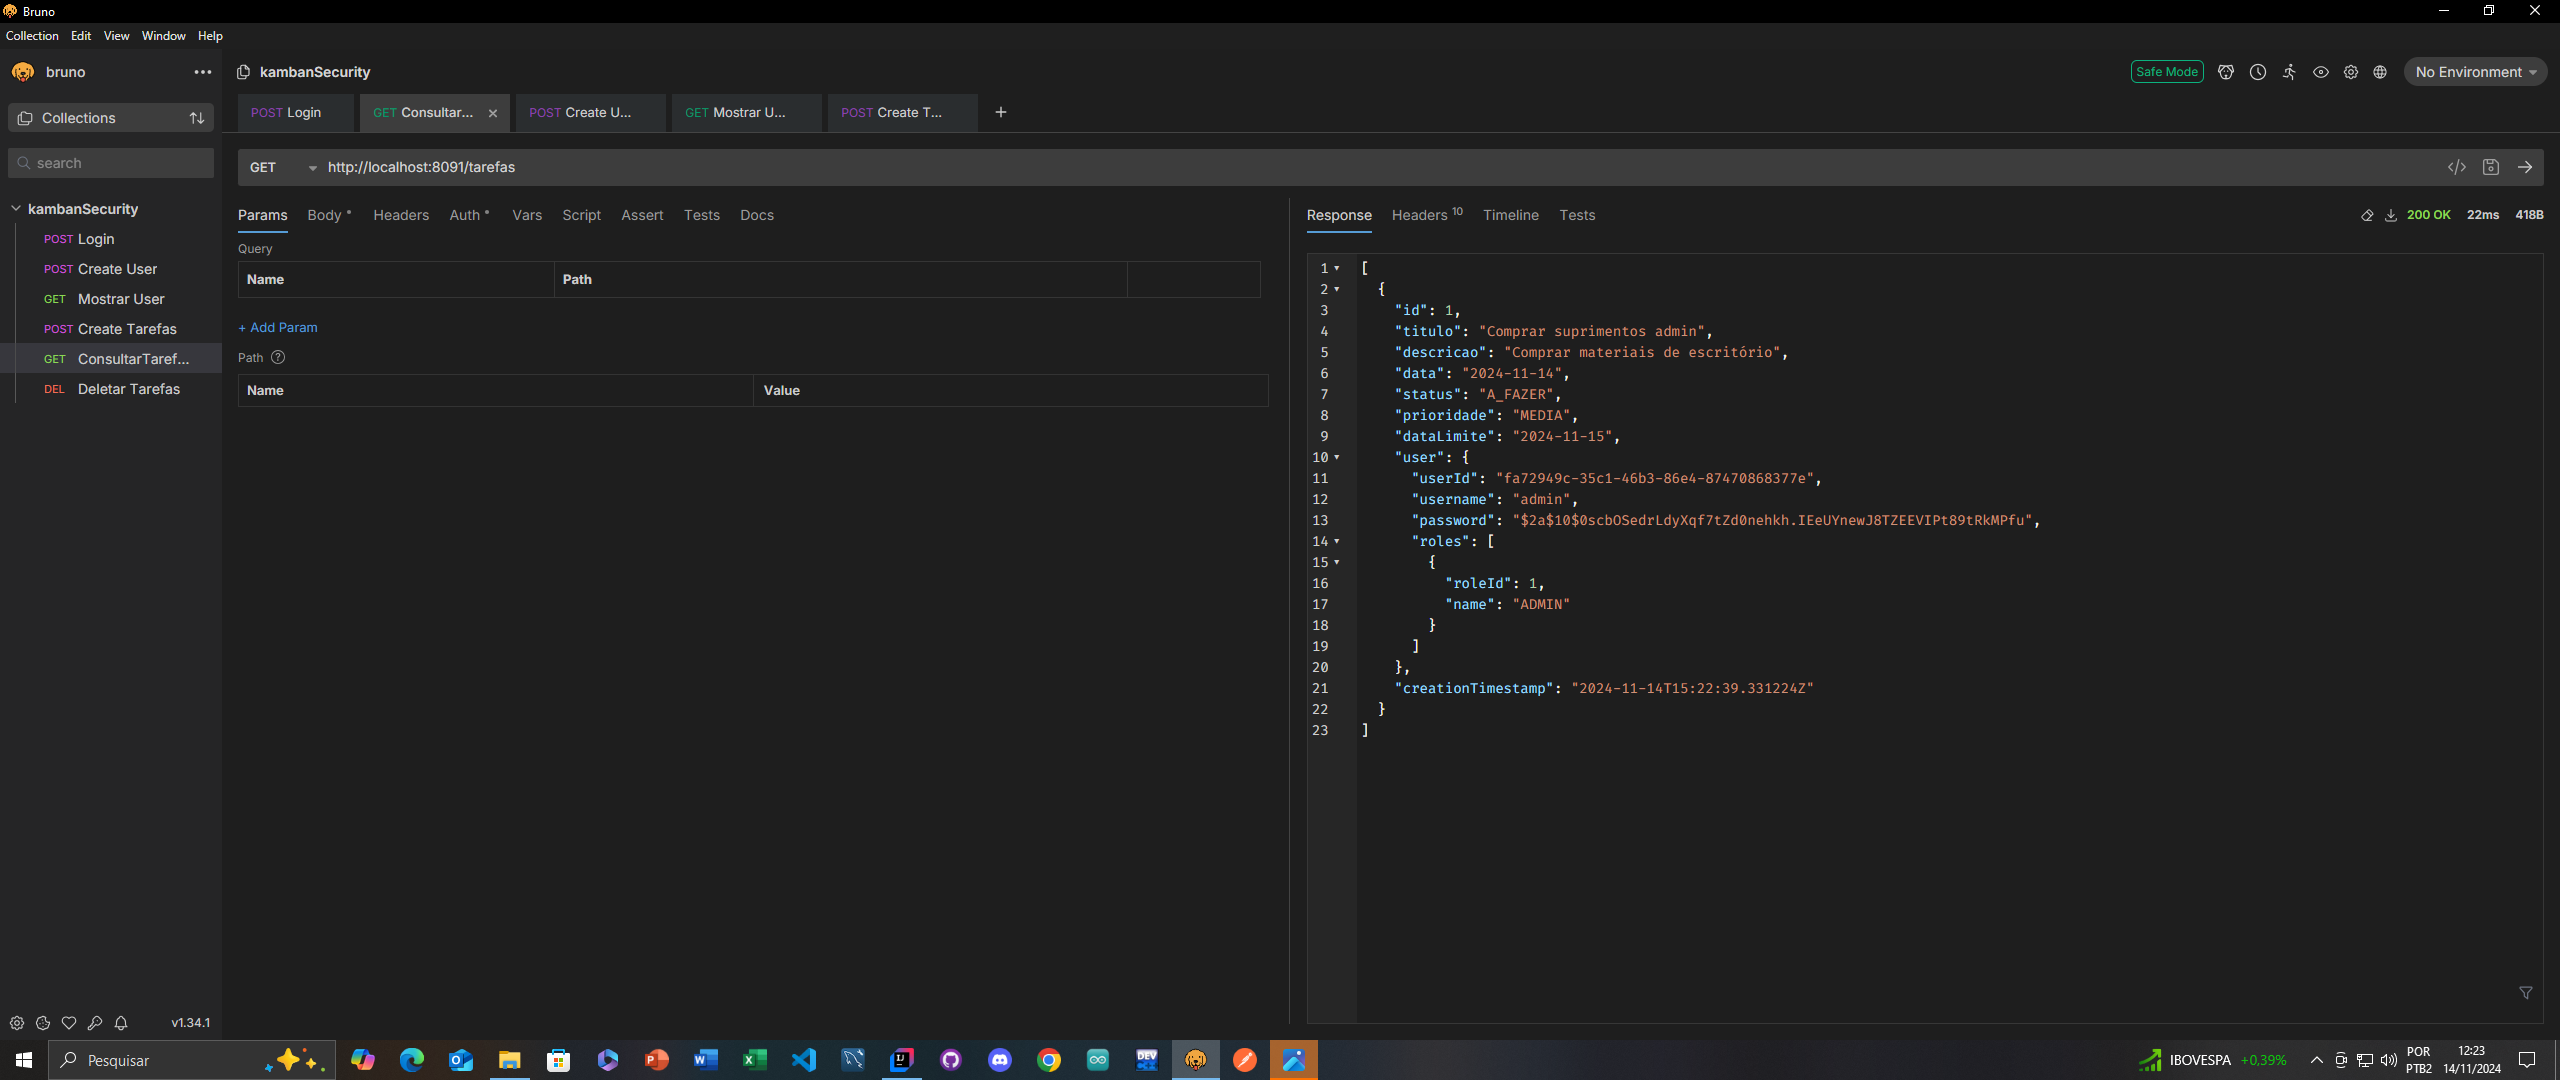 Bruno
Collection Edit View Window Help
bruno
kambanSecurity
Safe Mode
No Environment
Collections
POST Login
GET Consultar...
POST Create U...
GET Mostrar U...
POST Create T...
search
GET
http://localhost:8091/tarefas
kambanSecurity
POST Login
POST Create User
GET Mostrar User
POST Create Tarefas
GET ConsultarTaref...
DEL Deletar Tarefas
Params Body Headers Auth Vars Script Assert Tests Docs
Query
Name Path
+ Add Param
Path ?
Name Value
Response Headers 10 Timeline Tests
200 OK 22ms 418B
1 [
2 {
3 "id": 1,
4 "titulo": "Comprar suprimentos admin",
5 "descricao": "Comprar materiais de escritório",
6 "data": "2024-11-14",
7 "status": "A_FAZER",
8 "prioridade": "MEDIA",
9 "dataLimite": "2024-11-15",
10 "user": {
11 "userId": "fa72949c-35c1-46b3-86e4-87470868377e",
12 "username": "admin",
13 "password": "$2a$10$0scbOSedrLdyXqf7tZd0nehkh.IEeUYnewJ8TZEEVIPt89tRkMPfu",
14 "roles": [
15 {
16 "roleId": 1,
17 "name": "ADMIN"
18 }
19 ]
20 },
21 "creationTimestamp": "2024-11-14T15:22:39.331224Z"
22 }
23 ]
v1.34.1
Pesquisar
IBOVESPA +0,39%
POR
PTB2
12:23
14/11/2024